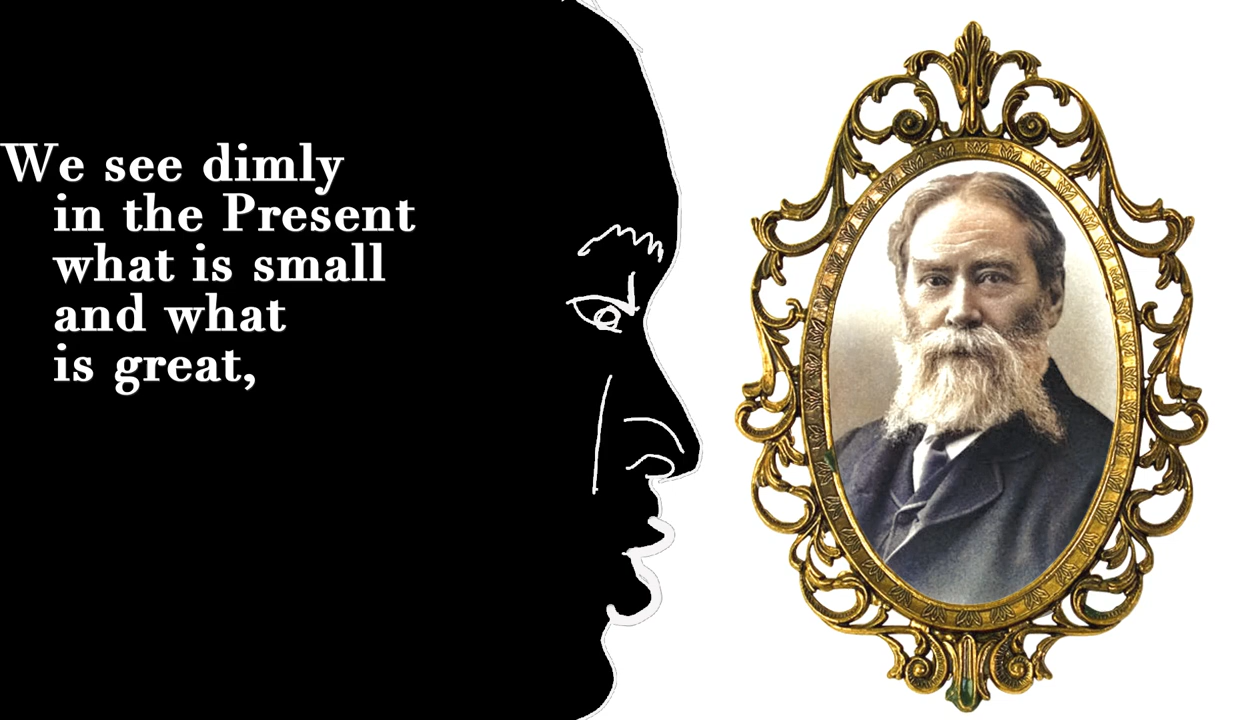 We see dimly
in the Present
what is small
and what
is great,